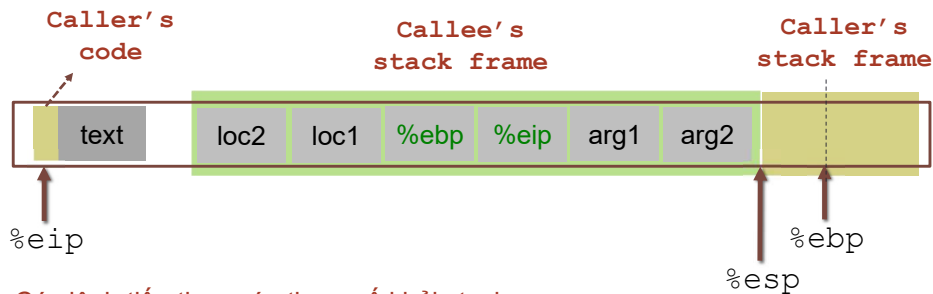 Caller's
code
Callee's
stack frame
Caller's
stack frame
text
loc2
loc1
%ebp
%eip
arg1
arg2
%eip
%ebp
%esp